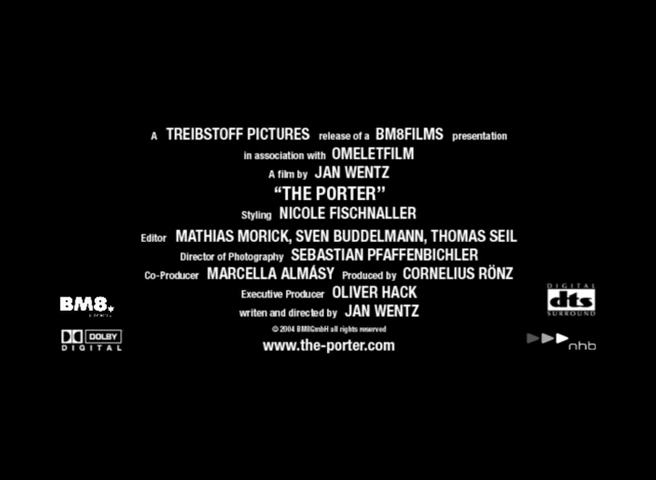 A TREIBSTOFF PICTURES release of a BM8FILMS presentation
in association with OMELETFILM
A film by JAN WENTZ
“THE PORTER”
Styling NICOLE FISCHNALLER
Editor MATHIAS MORICK, SVEN BUDDELMANN, THOMAS SEIL
Director of Photography SEBASTIAN PFAFFENBICHLER
Co-Producer MARCELLA ALMÁSY Produced by CORNELIUS RÖNZ
Executive Producer OLIVER HACK
writen and directed by JAN WENTZ
© 2004 BM8GmbH all rights reserved
www.the-porter.com
BM8.
DOLBY
DIGITAL
DIGITAL
dts
SURROUND
nhb